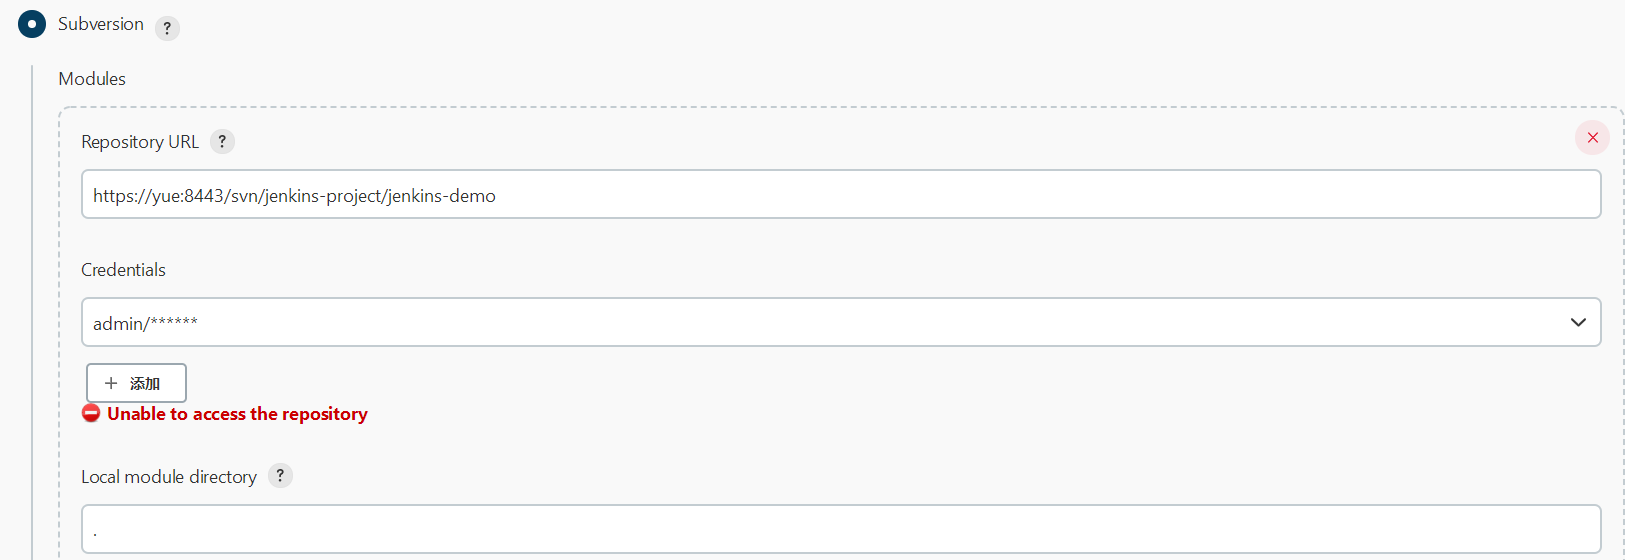 Subversion ?
Modules
Repository URL ?
https://yue:8443/svn/jenkins-project/jenkins-demo
Credentials
admin/******
+ 添加
Unable to access the repository
Local module directory ?
.